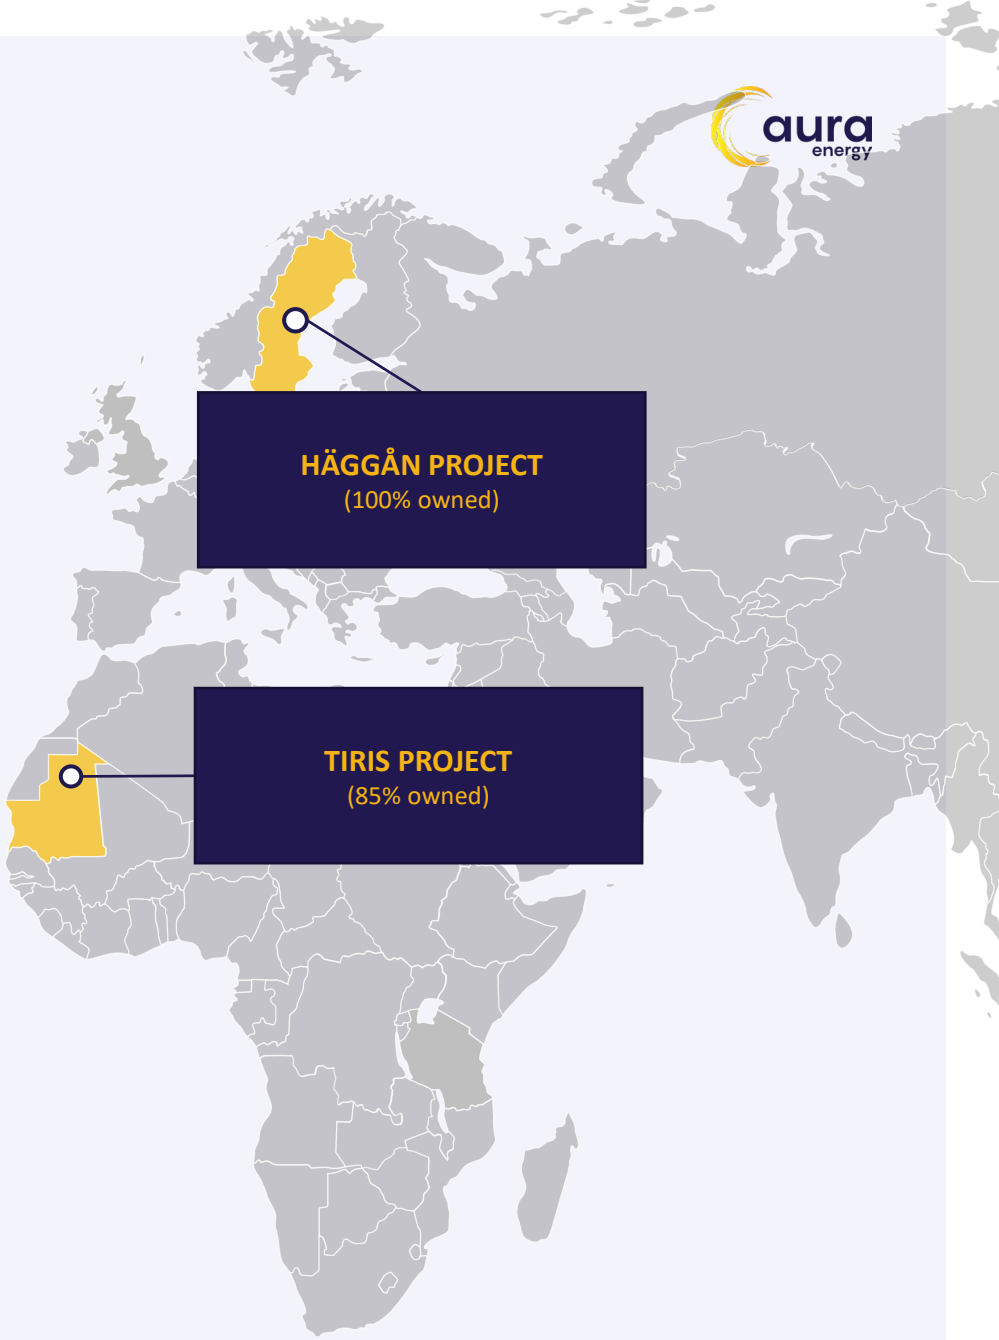 aura
energy
HÄGGÅN PROJECT
(100% owned)
TIRIS PROJECT
(85% owned)